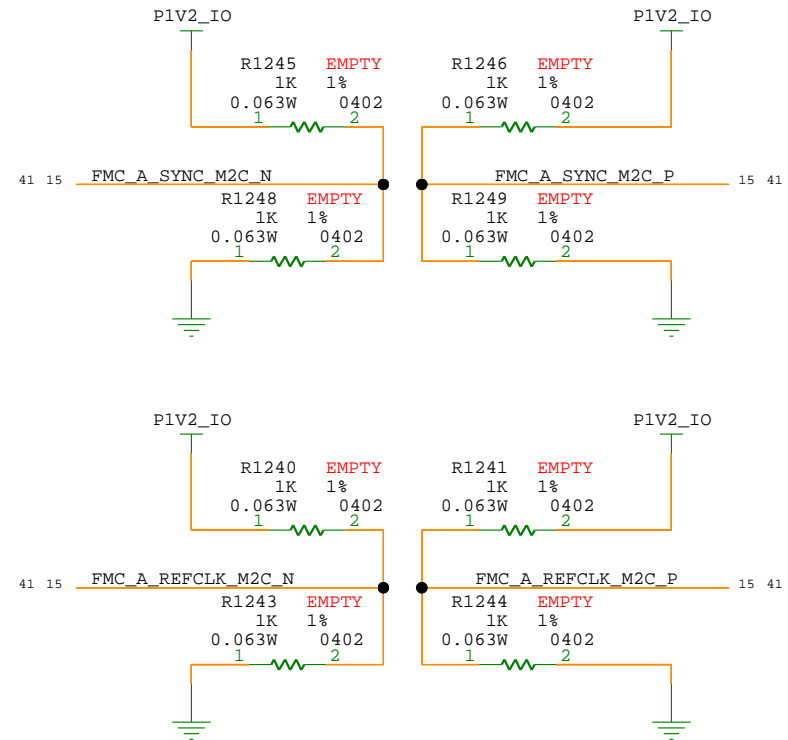 P1V2_IO P1V2_IO
R1245 EMPTY R1246 EMPTY
1K 1% 1K 1%
0.063W 0402 0.063W 0402
1 2 1 2
41 15 FMC_A_SYNC_M2C_N FMC_A_SYNC_M2C_P 15 41
R1248 EMPTY R1249 EMPTY
1K 1% 1K 1%
0.063W 0402 0.063W 0402
1 2 1 2
P1V2_IO P1V2_IO
R1240 EMPTY R1241 EMPTY
1K 1% 1K 1%
0.063W 0402 0.063W 0402
1 2 1 2
41 15 FMC_A_REFCLK_M2C_N FMC_A_REFCLK_M2C_P 15 41
R1243 EMPTY R1244 EMPTY
1K 1% 1K 1%
0.063W 0402 0.063W 0402
1 2 1 2